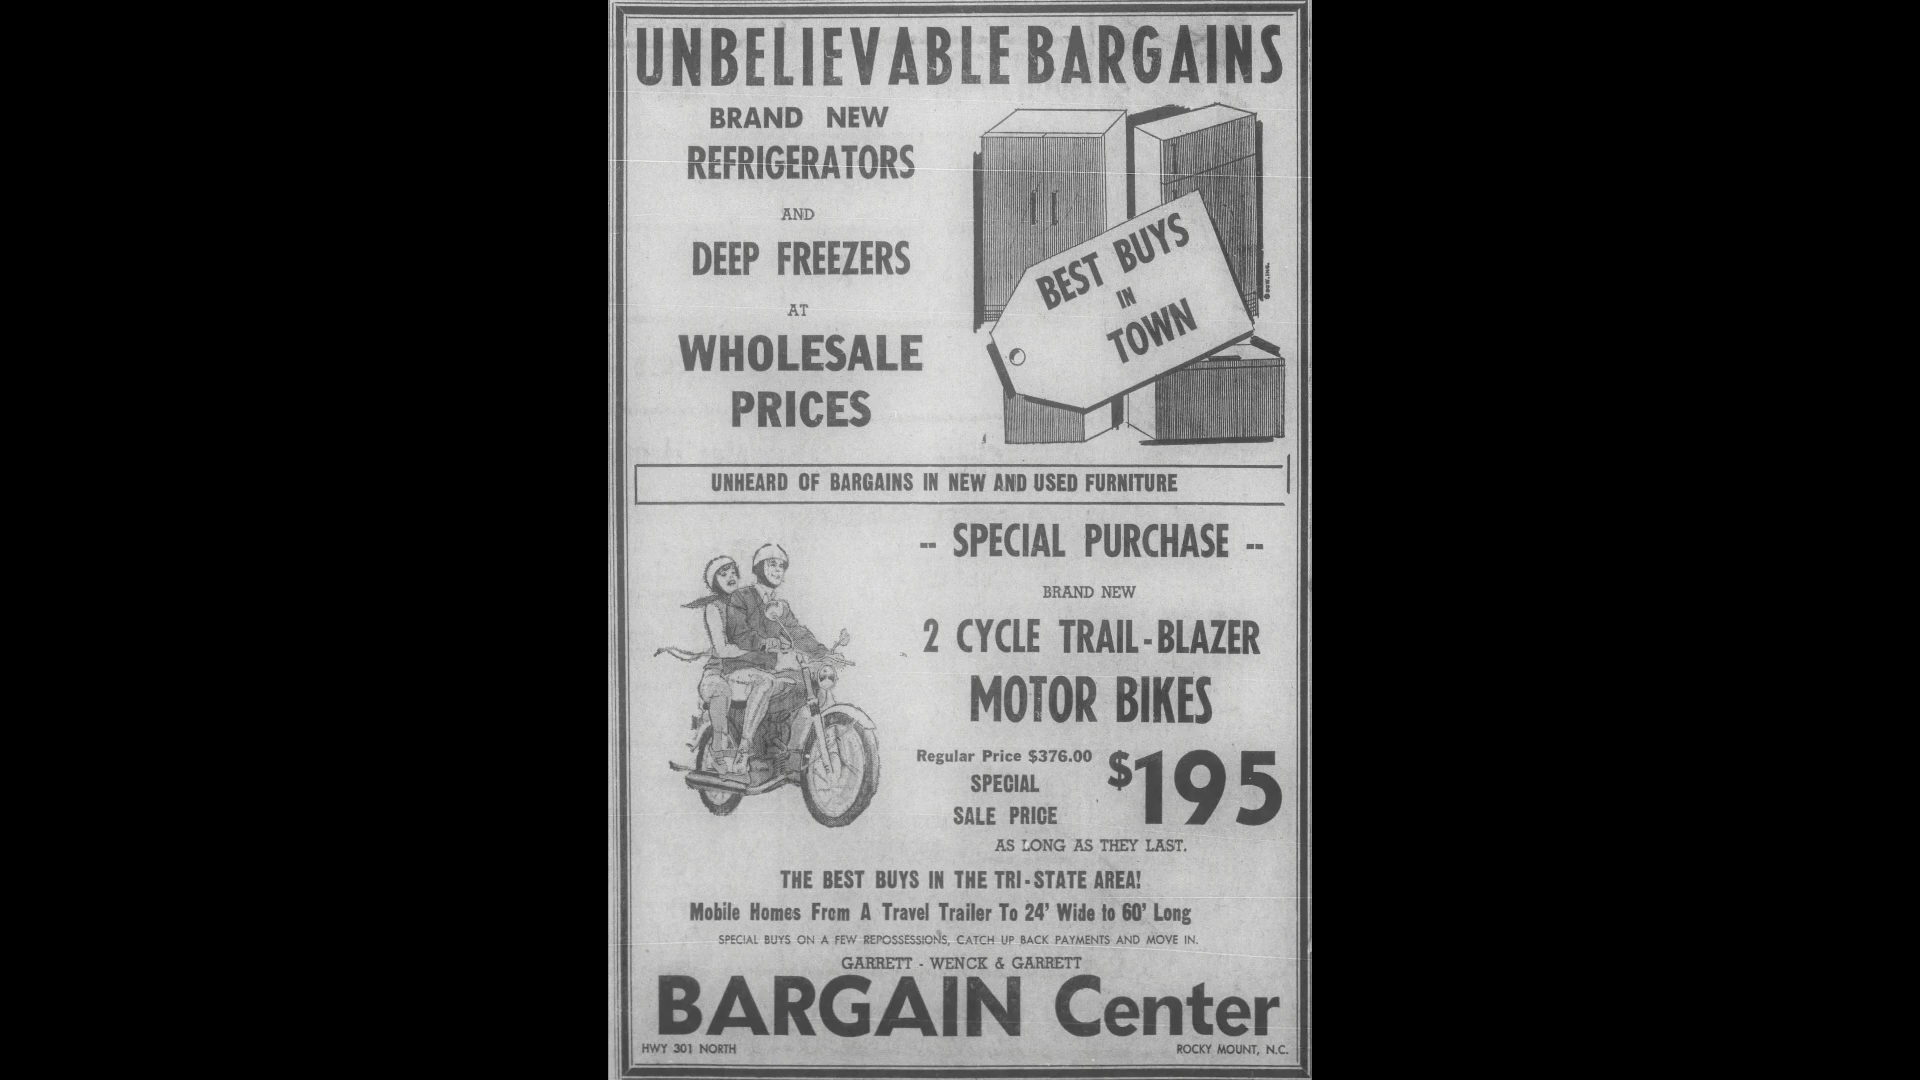 UNBELIEVABLE BARGAINS
BRAND NEW
REFRIGERATORS
AND
DEEP FREEZERS
AT
WHOLESALE
PRICES
BEST BUYS
IN
TOWN
UNHEARD OF BARGAINS IN NEW AND USED FURNITURE
-- SPECIAL PURCHASE --
BRAND NEW
2 CYCLE TRAIL-BLAZER
MOTOR BIKES
Regular Price $376.00
SPECIAL
SALE PRICE
$195
AS LONG AS THEY LAST.
THE BEST BUYS IN THE TRI-STATE AREA!
Mobile Homes From A Travel Trailer To 24' Wide to 60' Long
SPECIAL BUYS ON A FEW REPOSSESSIONS, CATCH UP BACK PAYMENTS AND MOVE IN.
GARRETT - WENCK & GARRETT
BARGAIN Center
HWY 301 NORTH
ROCKY MOUNT, N.C.